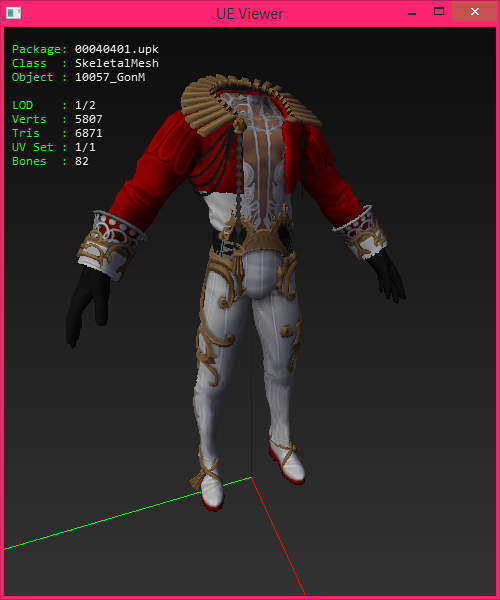 UE Viewer
Package: 00040401.upk
Class  : SkeletalMesh
Object : 10057_GonM
LOD    : 1/2
Verts  : 5807
Tris   : 6871
UV Set : 1/1
Bones  : 82